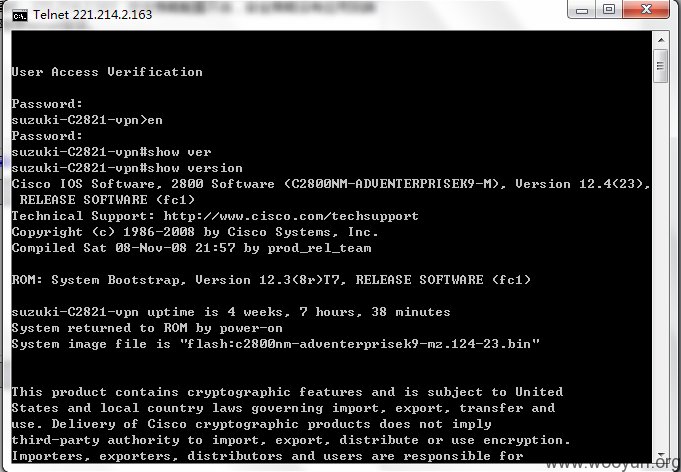 Telnet 221.214.2.163
User Access Verification
Password:
suzuki-C2821-vpn>en
Password:
suzuki-C2821-vpn#show ver
suzuki-C2821-vpn#show version
Cisco IOS Software, 2800 Software (C2800NM-ADVENTERPRISEK9-M), Version 12.4(23),
RELEASE SOFTWARE (fc1)
Technical Support: http://www.cisco.com/techsupport
Copyright (c) 1986-2008 by Cisco Systems, Inc.
Compiled Sat 08-Nov-08 21:57 by prod_rel_team
ROM: System Bootstrap, Version 12.3(8r)T7, RELEASE SOFTWARE (fc1)
suzuki-C2821-vpn uptime is 4 weeks, 7 hours, 38 minutes
System returned to ROM by power-on
System image file is "flash:c2800nm-adventerprisek9-mz.124-23.bin"
This product contains cryptographic features and is subject to United
States and local country laws governing import, export, transfer and
use. Delivery of Cisco cryptographic products does not imply
third-party authority to import, export, distribute or use encryption.
Importers, exporters, distributors and users are responsible for
www.wooyun.org